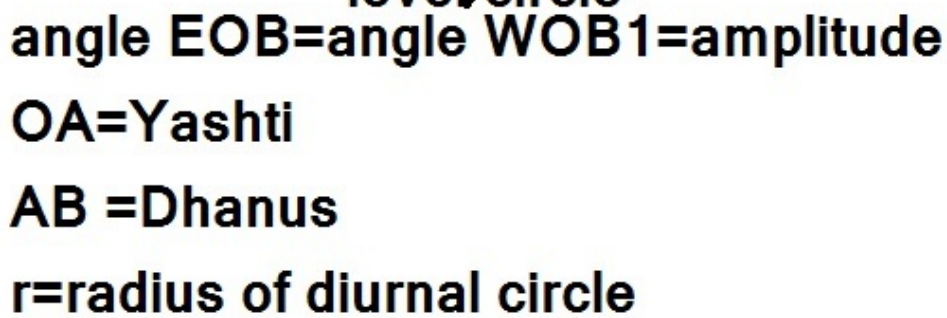 angle EOB=angle WOB1=amplitude
OA=Yashti
AB =Dhanus
r=radius of diurnal circle